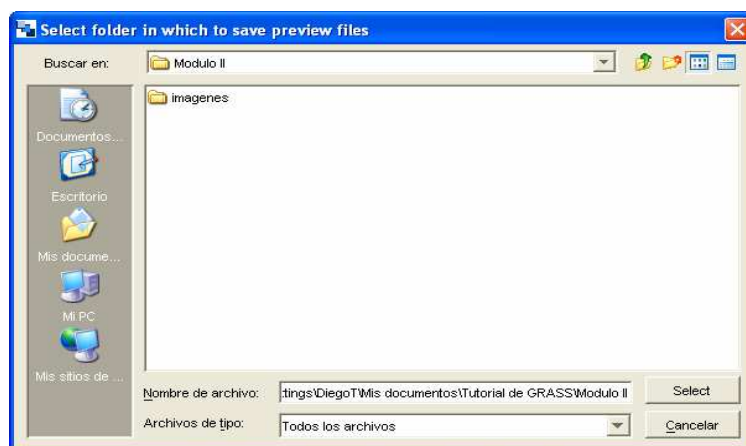 Select folder in which to save preview files
Buscar en:
Modulo II
imagenes
Documentos...
Escritorio
Mis docume...
Mi PC
Mis sitios de ...
Nombre de archivo:
:tings\DiegoT\Mis documentos\Tutorial de GRASS\Modulo II
Select
Archivos de tipo:
Todos los archivos
Cancelar